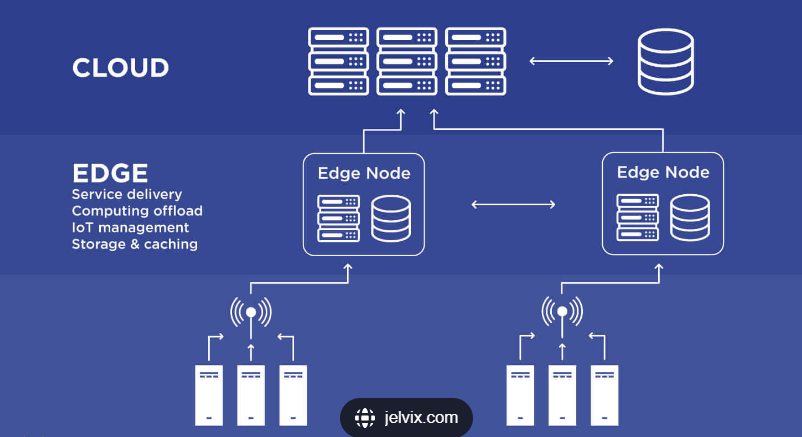 CLOUD
EDGE
Service delivery
Computing offload
IoT management
Storage & caching
Edge Node
Edge Node
jelvix.com